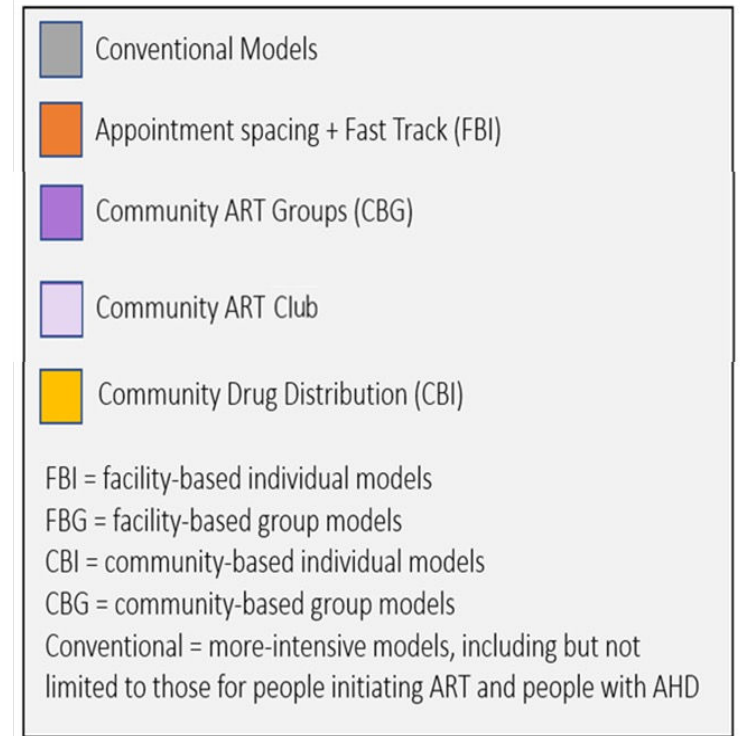 Conventional Models
Appointment spacing + Fast Track (FBI)
Community ART Groups (CBG)
Community ART Club
Community Drug Distribution (CBI)
FBI = facility-based individual models
FBG = facility-based group models
CBI = community-based individual models
CBG = community-based group models
Conventional = more-intensive models, including but not
limited to those for people initiating ART and people with AHD